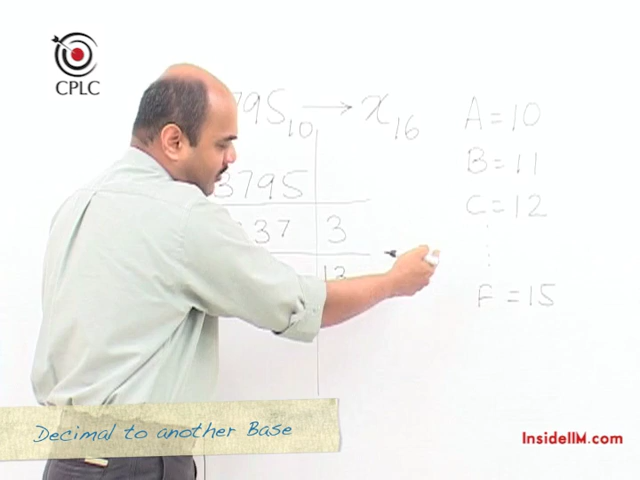 CPLC
795₁₀ → X₁₆
A = 10
3795
B = 11
C = 12
37 3
13
F = 15
Decimal to another Base
InsideIIM.com